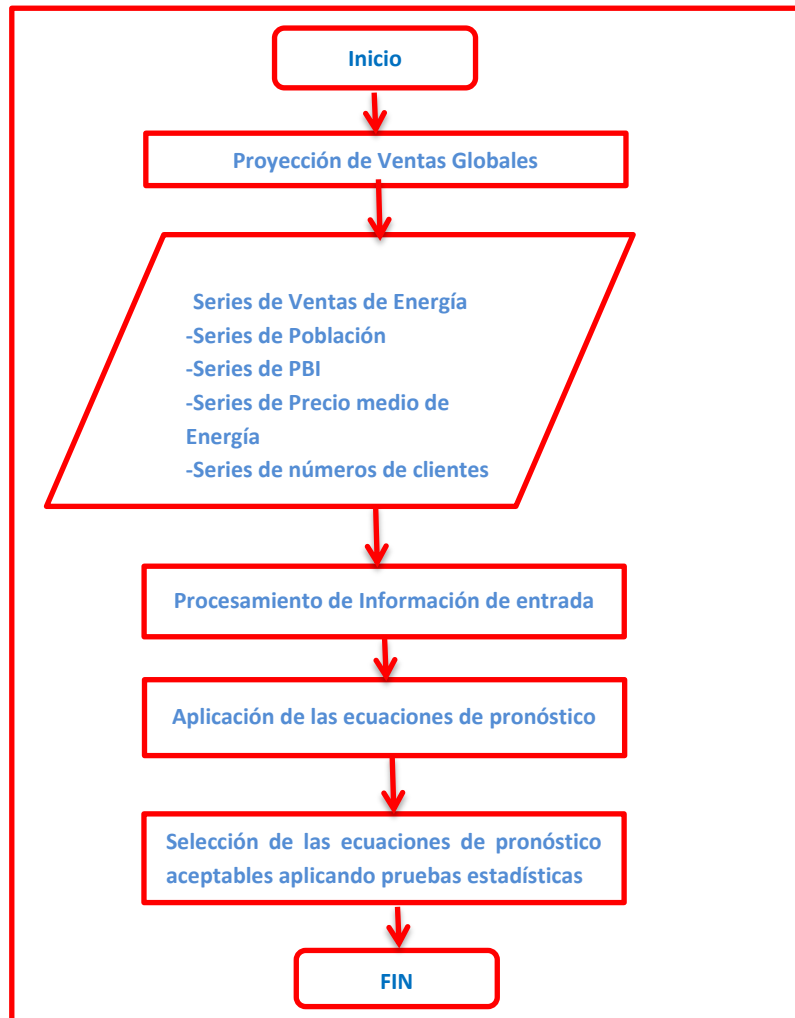 Inicio
Proyección de Ventas Globales
Series de Ventas de Energía
-Series de Población
-Series de PBI
-Series de Precio medio de
Energía
-Series de números de clientes
Procesamiento de Información de entrada
Aplicación de las ecuaciones de pronóstico
Selección de las ecuaciones de pronóstico
aceptables aplicando pruebas estadísticas
FIN